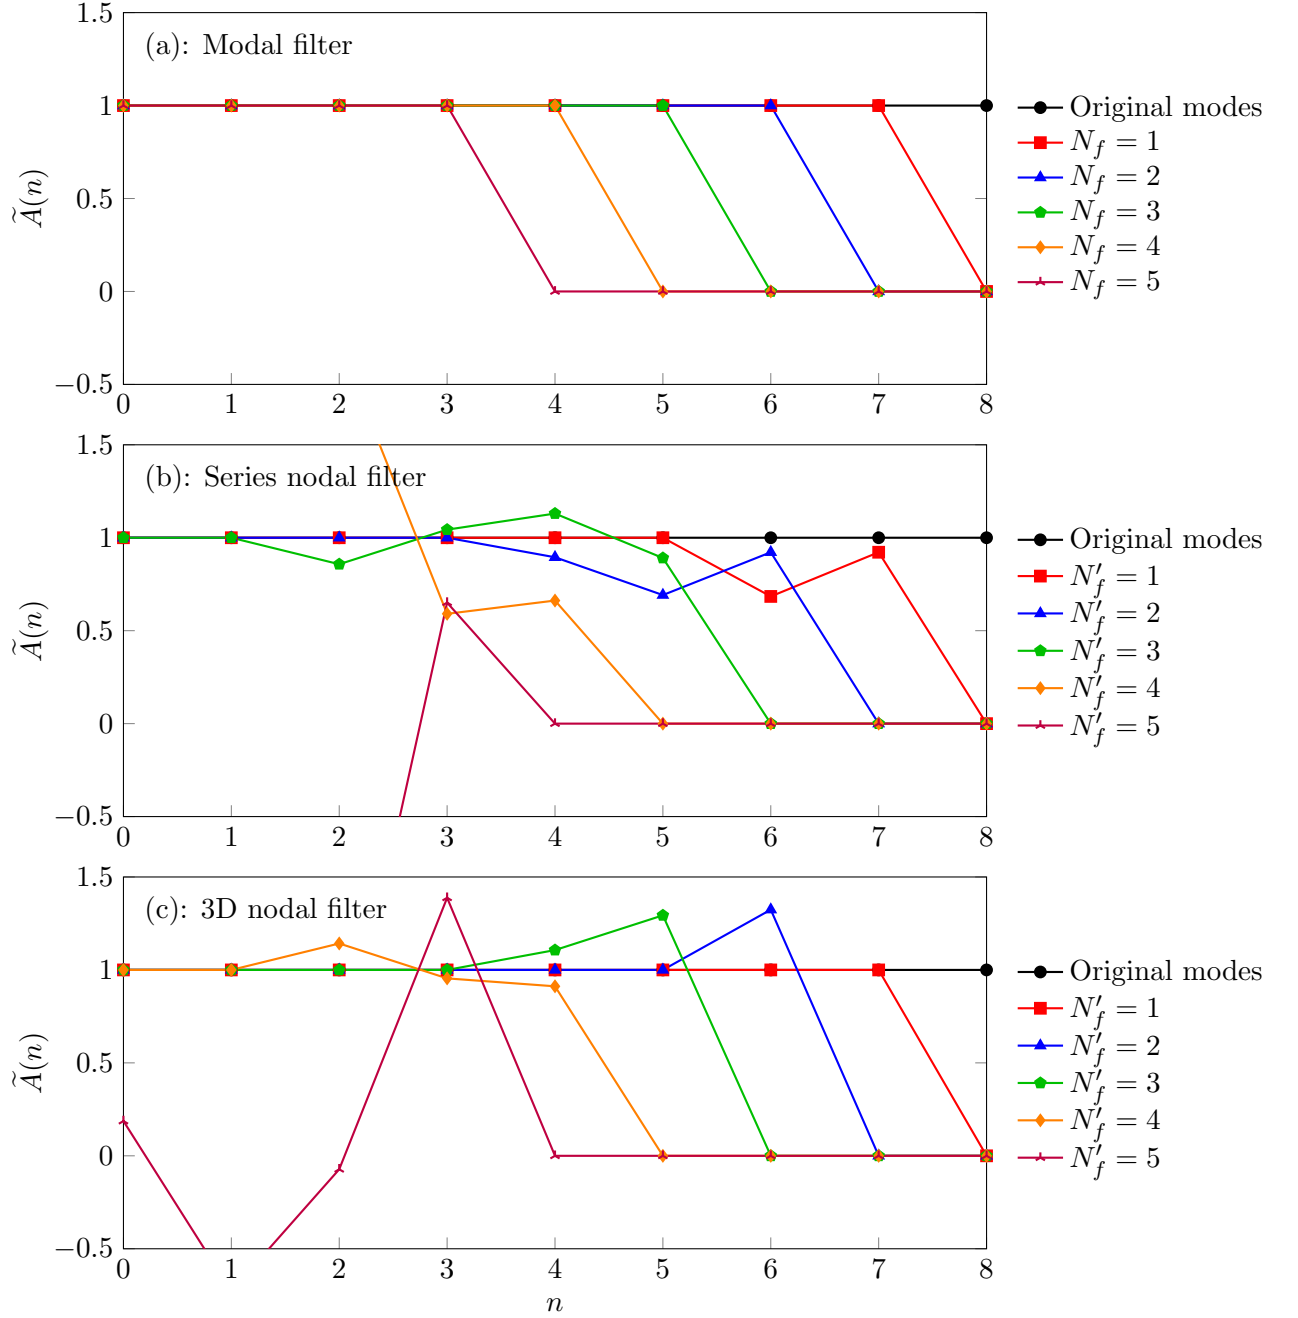 1.5
(a): Modal filter
1
0.5
0
−0.5
Ã(n)
0 1 2 3 4 5 6 7 8
Original modes
N_f = 1
N_f = 2
N_f = 3
N_f = 4
N_f = 5
1.5
(b): Series nodal filter
1
0.5
0
−0.5
Ã(n)
0 1 2 3 4 5 6 7 8
Original modes
N′_f = 1
N′_f = 2
N′_f = 3
N′_f = 4
N′_f = 5
1.5
(c): 3D nodal filter
1
0.5
0
−0.5
Ã(n)
0 1 2 3 4 5 6 7 8
n
Original modes
N′_f = 1
N′_f = 2
N′_f = 3
N′_f = 4
N′_f = 5